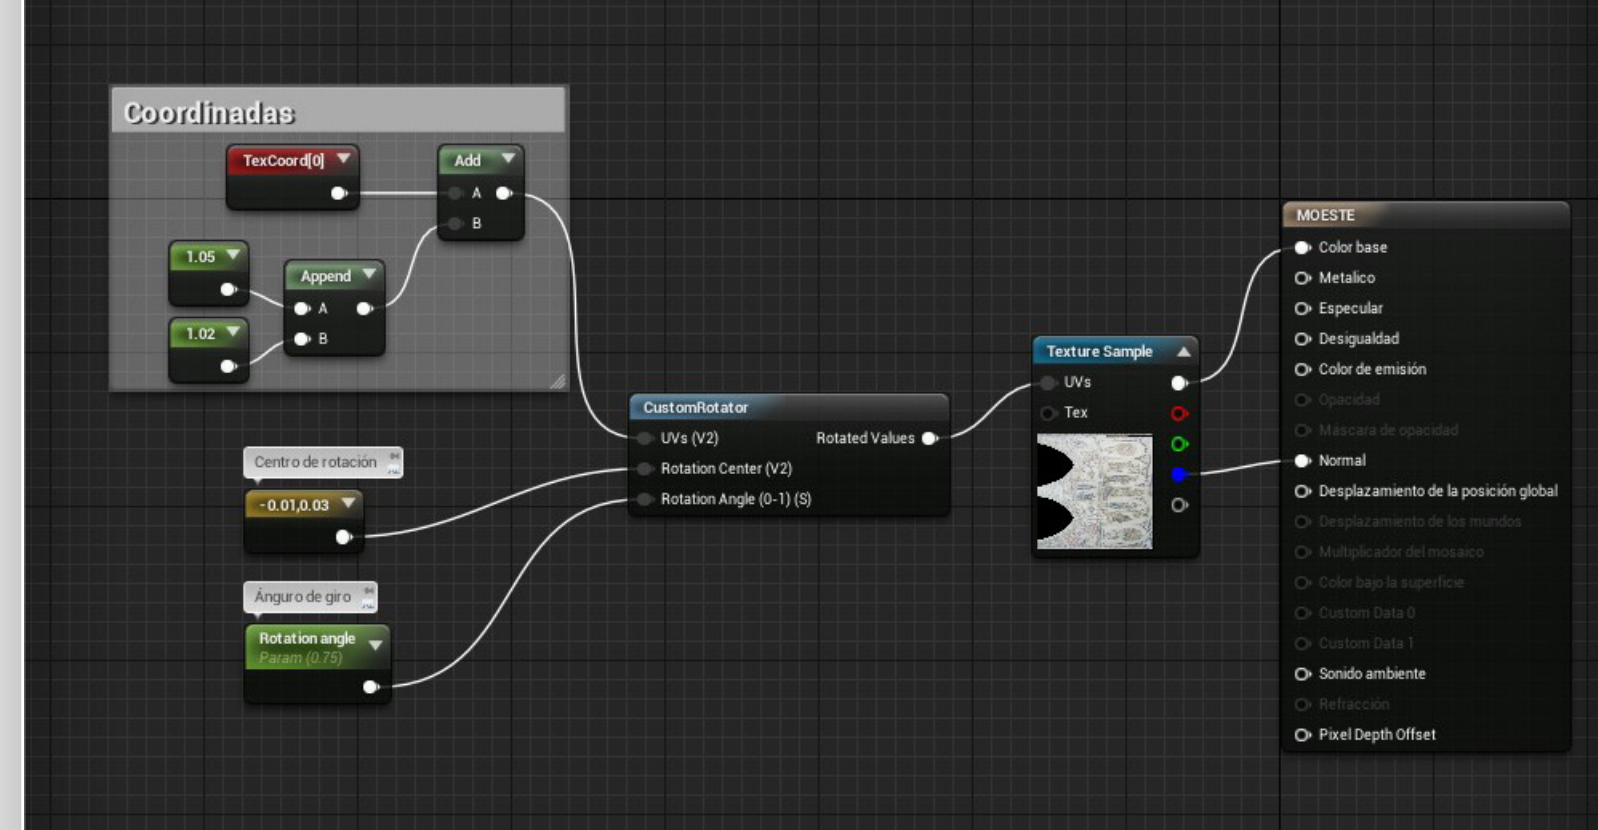 Coordinadas
TexCoord[0]
Add
A
B
1.05
Append
A
1.02
B
MOESTE
Color base
Metalico
Especular
Desigualdad
Color de emisión
Opacidad
Máscara de opacidad
Normal
Desplazamiento de la posición global
Desplazamiento de los mundos
Multiplicador del mosaico
Color bajo la superficie
Custom Data 0
Custom Data 1
Sonido ambiente
Refracción
Pixel Depth Offset
Texture Sample
UVs
Tex
CustomRotator
UVs (V2) Rotated Values
Rotation Center (V2)
Rotation Angle (0-1) (S)
Centro de rotación
-0.01,0.03
Ánguro de giro
Rotation angle
Param (0.75)